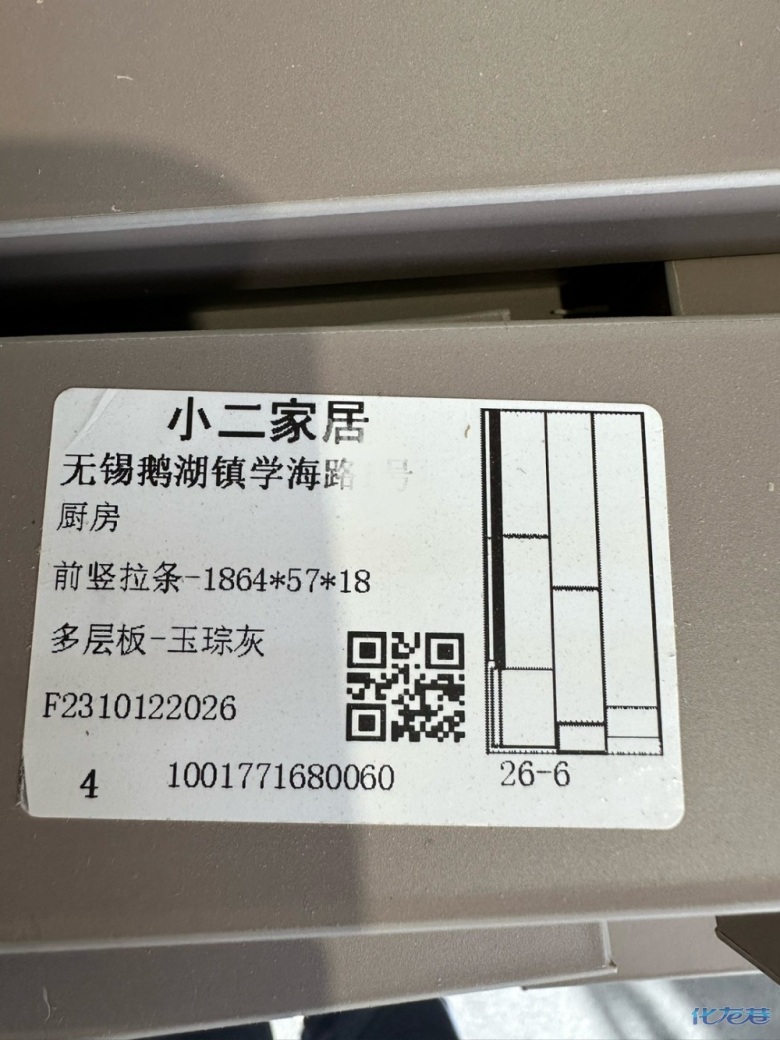 小二家居
无锡鹅湖镇学海路 号
厨房
前竖拉条-1864*57*18
多层板-玉琮灰
F2310122026
4 1001771680060
26-6
化龙巷